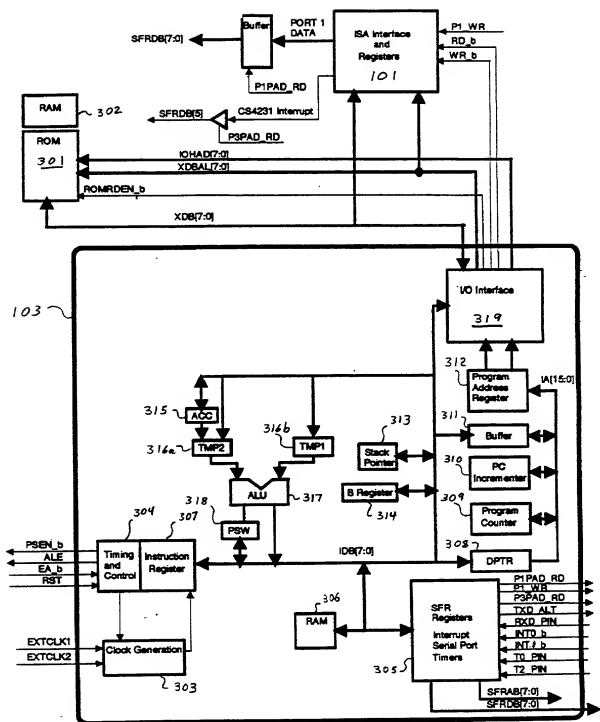 SFRDB[7:0]
Buffer
PORT 1
DATA
ISA Interface
and
Registers
101
P1_WR
RD_b
WR_b
P1PAD_RD
CS4231 Interrupt
SFRDB[5]
P3PAD_RD
RAM
302
ROM
301
IOHAD[7:0]
XDBAL[7:0]
ROMRDEN_b
XDB[7:0]
103
I/O Interface
319
312
Program
Address
Register
IA[15:0]
315
ACC
316a
TMP2
316b
TMP1
313
Stack
Pointer
311
Buffer
310
PC
Incrementer
ALU
317
B Register
314
309
Program
Counter
318
PSW
304
307
308
DPTR
PSEN_b
ALE
EA_b
RST
Timing
and
Control
Instruction
Register
IDB[7:0]
306
RAM
SFR
Registers
Interrupt
Serial Port
Timers
305
P1PAD_RD
P1_WR
P3PAD_RD
TXD_ALT
RXD_PIN
INT0_b
INT1_b
T0_PIN
T2_PIN
EXTCLK1
EXTCLK2
Clock Generation
303
SFRAB[7:0]
SFRDB[7:0]